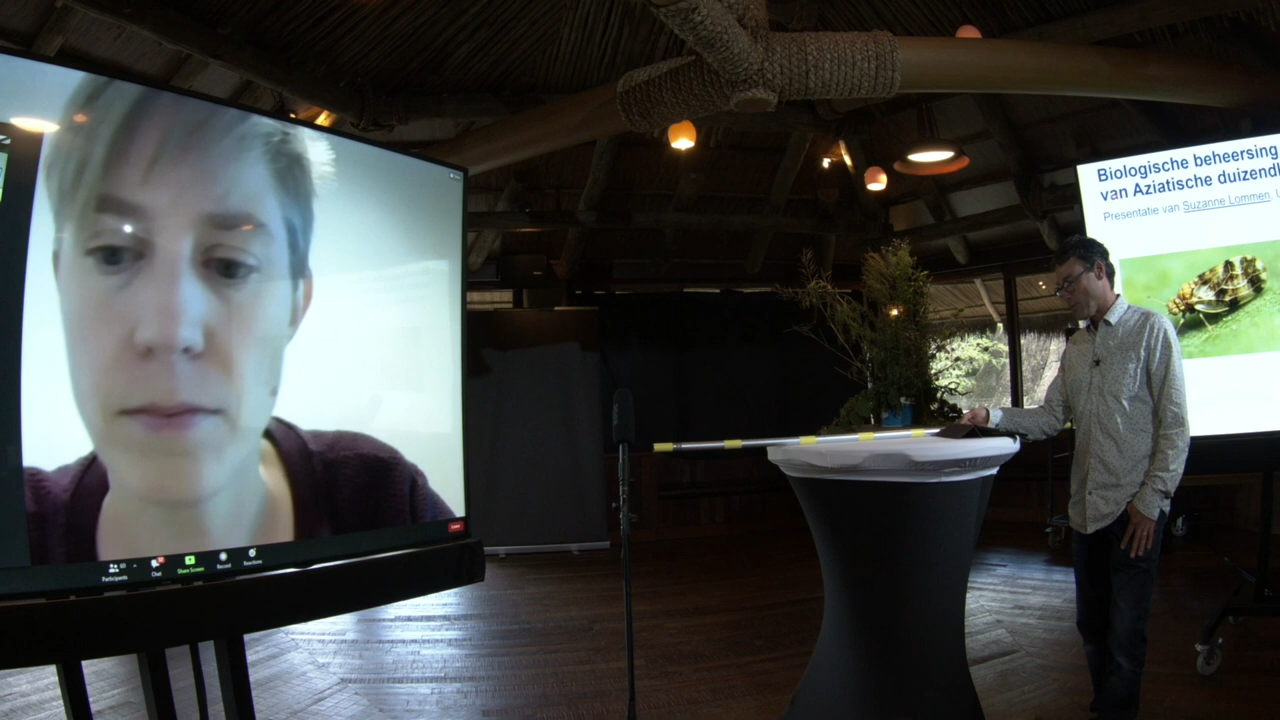 Biologische beheersing
van Aziatische duizend
Presentatie van Suzanne Lommen, U
Participants
Chat
Share Screen
Record
Reactions